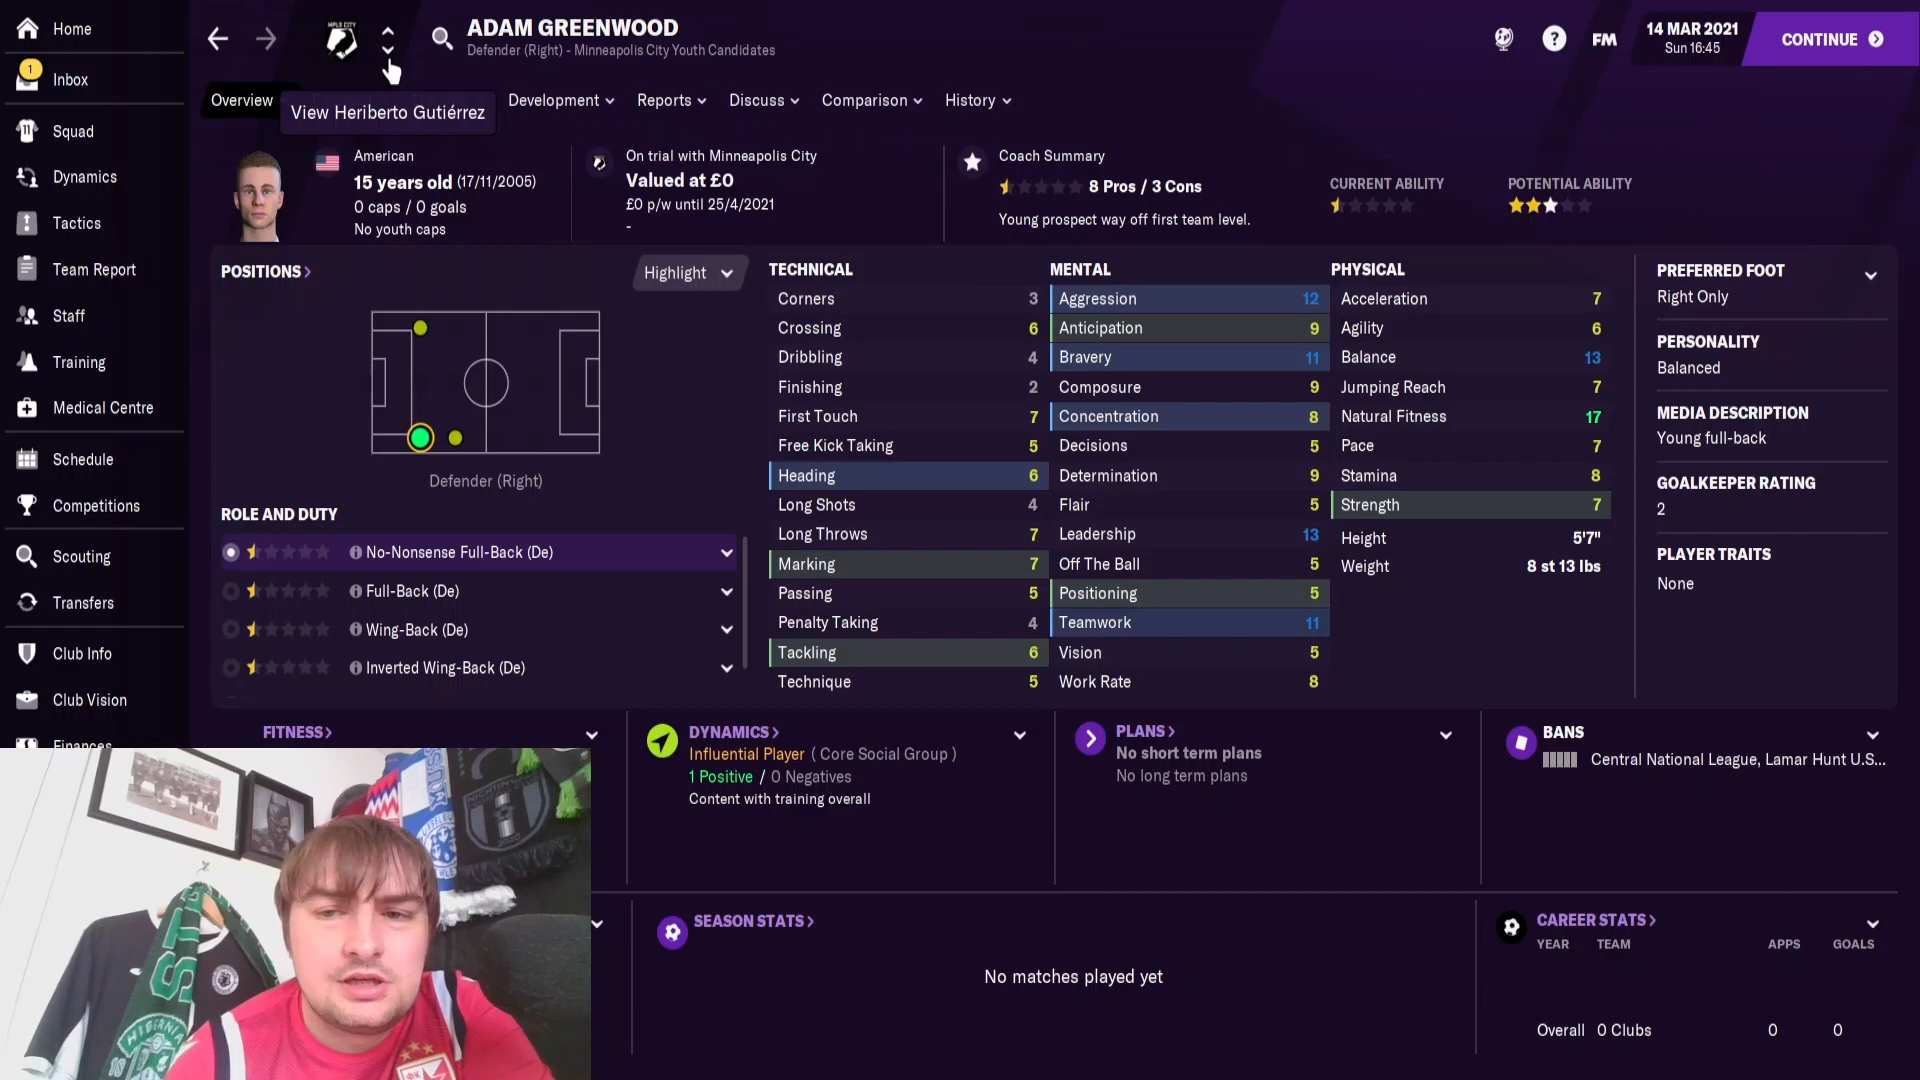 Home
1
Inbox
Squad
Dynamics
Tactics
Team Report
Staff
Training
Medical Centre
Schedule
Competitions
Scouting
Transfers
Club Info
Club Vision
Finances
MPLS CITY
ADAM GREENWOOD
Defender (Right) - Minneapolis City Youth Candidates
?
FM
14 MAR 2021
Sun 16:45
CONTINUE
Overview
View Heriberto Gutiérrez
Development
Reports
Discuss
Comparison
History
American
15 years old (17/11/2005)
0 caps / 0 goals
No youth caps
On trial with Minneapolis City
Valued at £0
£0 p/w until 25/4/2021
-
Coach Summary
8 Pros / 3 Cons
Young prospect way off first team level.
CURRENT ABILITY
POTENTIAL ABILITY
POSITIONS
Highlight
Defender (Right)
ROLE AND DUTY
No-Nonsense Full-Back (De)
Full-Back (De)
Wing-Back (De)
Inverted Wing-Back (De)
TECHNICAL
Corners 3
Crossing 6
Dribbling 4
Finishing 2
First Touch 7
Free Kick Taking 5
Heading 6
Long Shots 4
Long Throws 7
Marking 7
Passing 5
Penalty Taking 4
Tackling 6
Technique 5
MENTAL
Aggression 12
Anticipation 9
Bravery 11
Composure 9
Concentration 8
Decisions 5
Determination 9
Flair 5
Leadership 13
Off The Ball 5
Positioning 5
Teamwork 11
Vision 5
Work Rate 8
PHYSICAL
Acceleration 7
Agility 6
Balance 13
Jumping Reach 7
Natural Fitness 17
Pace 7
Stamina 8
Strength 7
Height 5'7"
Weight 8 st 13 lbs
PREFERRED FOOT
Right Only
PERSONALITY
Balanced
MEDIA DESCRIPTION
Young full-back
GOALKEEPER RATING
2
PLAYER TRAITS
None
FITNESS
DYNAMICS
Influential Player ( Core Social Group )
1 Positive / 0 Negatives
Content with training overall
PLANS
No short term plans
No long term plans
BANS
Central National League, Lamar Hunt U.S...
SEASON STATS
No matches played yet
CAREER STATS
YEAR TEAM APPS GOALS
Overall 0 Clubs 0 0